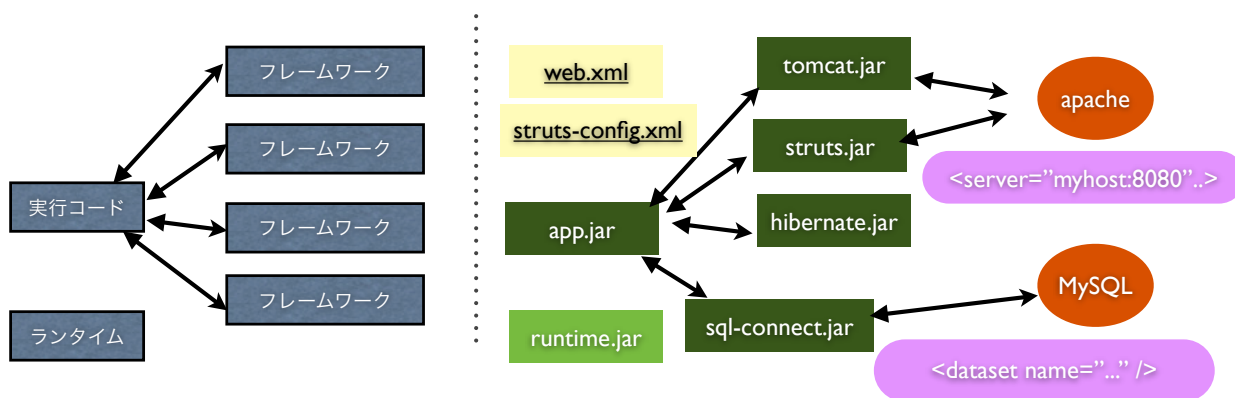 フレームワーク
フレームワーク
実行コード
フレームワーク
フレームワーク
ランタイム
web.xml
struts-config.xml
tomcat.jar
apache
struts.jar
<server=”myhost:8080”..>
app.jar
hibernate.jar
MySQL
runtime.jar
sql-connect.jar
<dataset name=”...” />